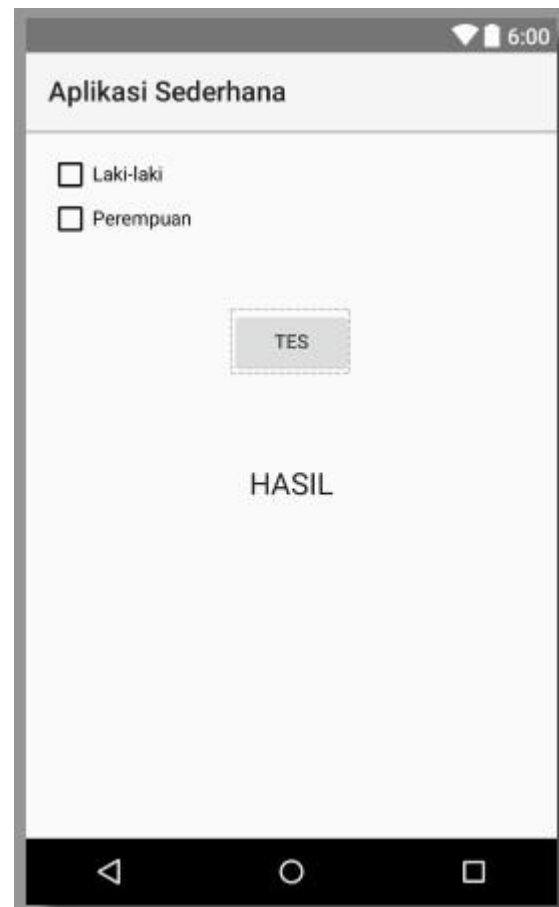 6:00
Aplikasi Sederhana
Laki-laki
Perempuan
TES
HASIL